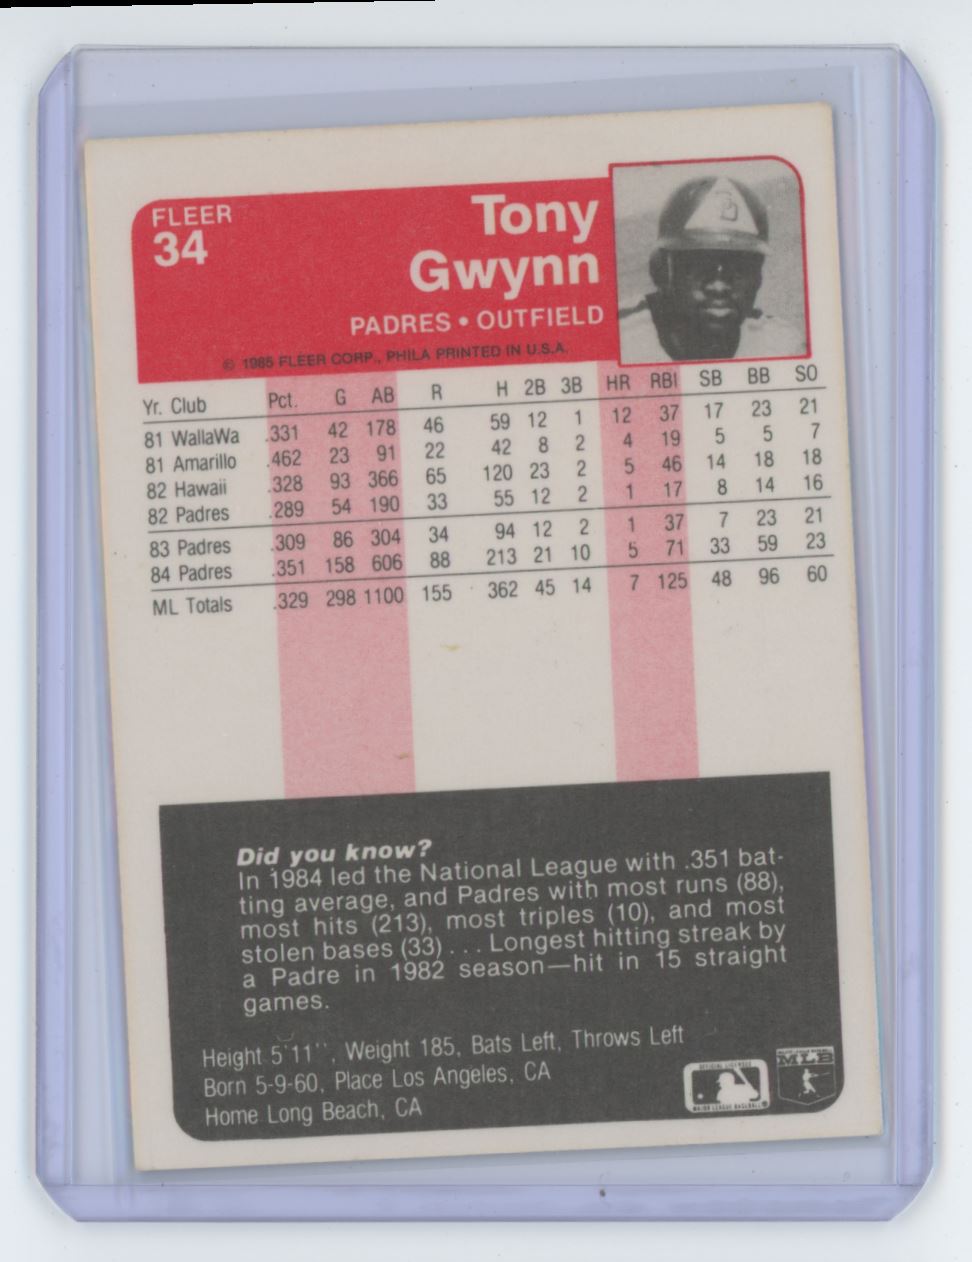 FLEER
34
Tony
Gwynn
PADRES • OUTFIELD
© 1985 FLEER CORP., PHILA PRINTED IN U.S.A.
Yr. Club Pct. G AB R H 2B 3B HR RBI SB BB SO
81 WallaWa .331 42 178 46 59 12 1 12 37 17 23 21
81 Amarillo .462 23 91 22 42 8 2 4 19 5 5 7
82 Hawaii .328 93 366 65 120 23 2 5 46 14 18 18
82 Padres .289 54 190 33 55 12 2 1 17 8 14 16
83 Padres .309 86 304 34 94 12 2 1 37 7 23 21
84 Padres .351 158 606 88 213 21 10 5 71 33 59 23
ML Totals .329 298 1100 155 362 45 14 7 125 48 96 60
Did you know?
In 1984 led the National League with .351 bat-
ting average, and Padres with most runs (88),
most hits (213), most triples (10), and most
stolen bases (33) . . . Longest hitting streak by
a Padre in 1982 season—hit in 15 straight
games.
Height 5'11'', Weight 185, Bats Left, Throws Left
Born 5-9-60, Place Los Angeles, CA
Home Long Beach, CA
OFFICIAL LICENSEE
MAJOR LEAGUE BASEBALL
MLB